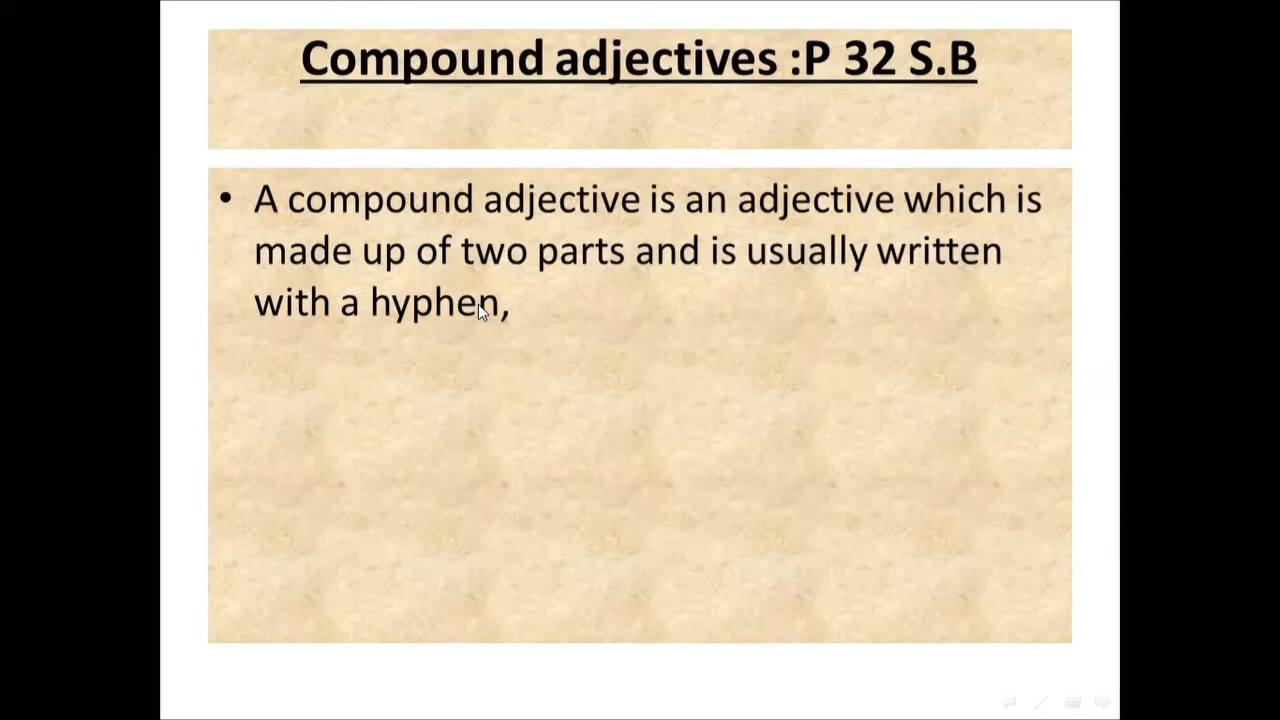 Compound adjectives :P 32 S.B
• A compound adjective is an adjective which is
made up of two parts and is usually written
with a hyphen,